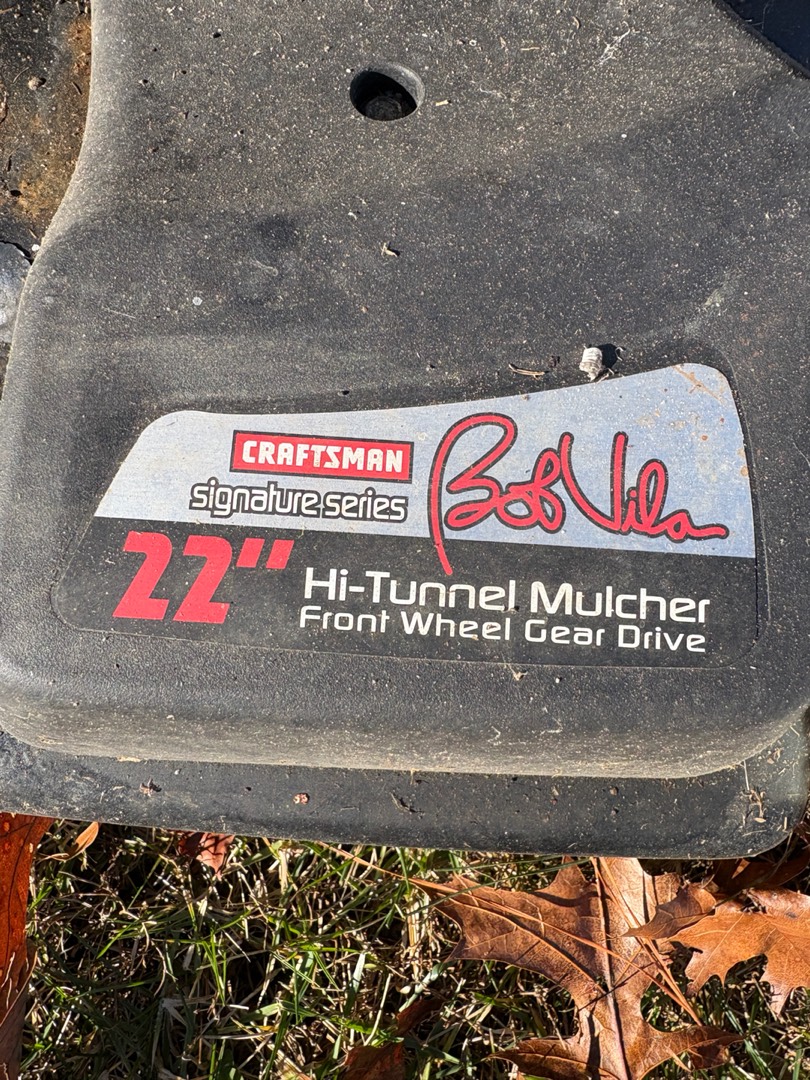 CRAFTSMAN
signature series
Bob Vila
22"
Hi-Tunnel Mulcher
Front Wheel Gear Drive